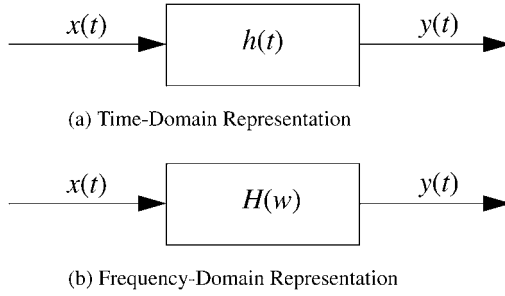 x(t) h(t) y(t)
(a) Time-Domain Representation
x(t) H(w) y(t)
(b) Frequency-Domain Representation